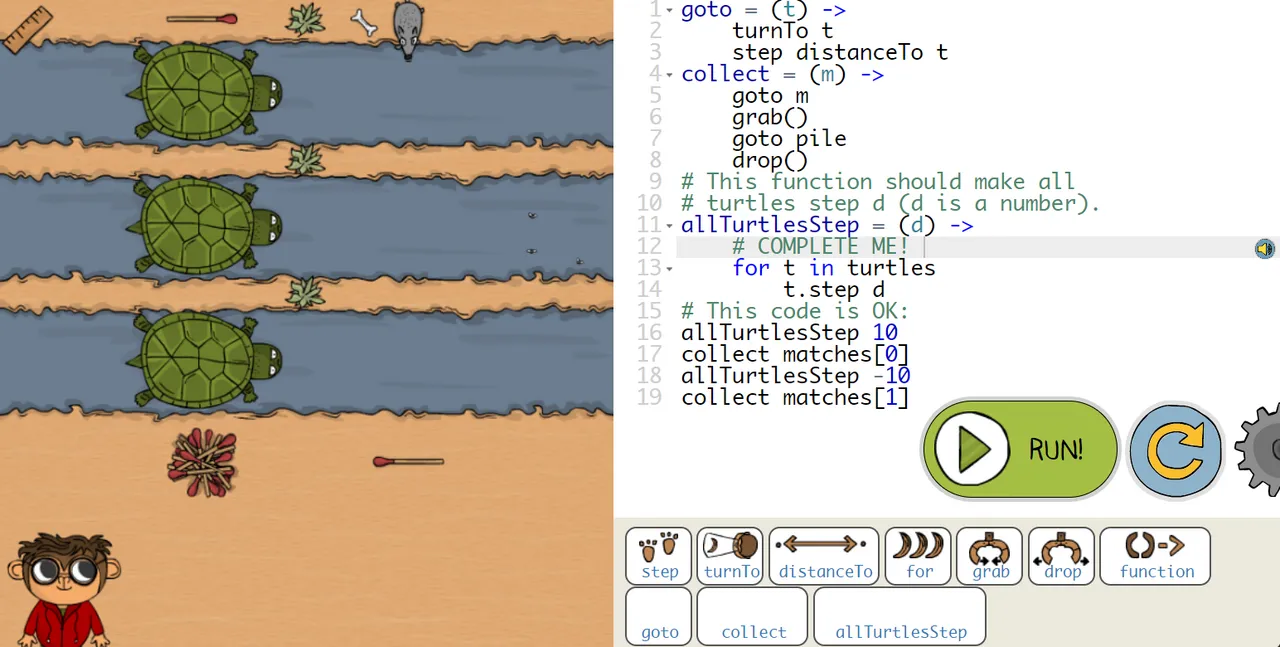 1 goto = (t) ->
2 turnTo t
3 step distanceTo t
4 collect = (m) ->
5 goto m
6 grab()
7 goto pile
8 drop()
9 # This function should make all
10 # turtles step d (d is a number).
11 allTurtlesStep = (d) ->
12 # COMPLETE ME!
13 for t in turtles
14 t.step d
15 # This code is OK:
16 allTurtlesStep 10
17 collect matches[0]
18 allTurtlesStep -10
19 collect matches[1]
RUN!
step turnTo distanceTo for grab drop function
goto collect allTurtlesStep